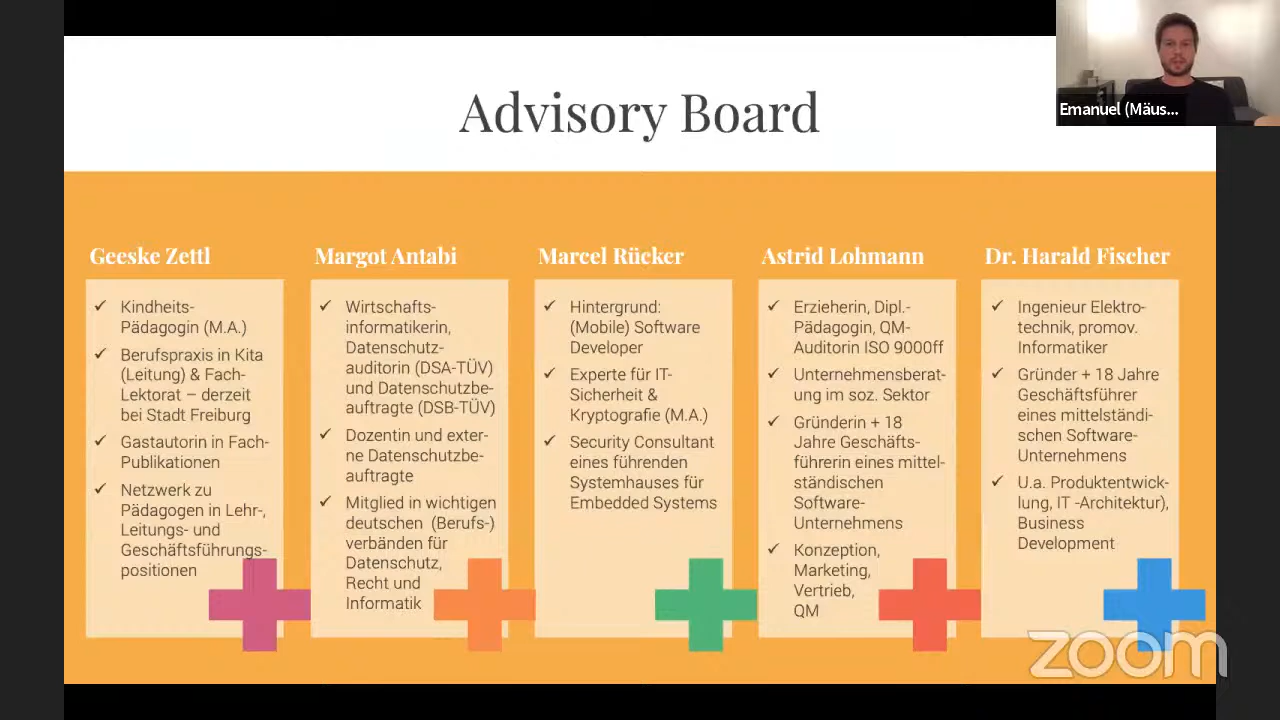 Advisory Board
Emanuel (Mäus...
Geeske Zettl
✓ Kindheits-
Pädagogin (M.A.)
✓ Berufspraxis in Kita
(Leitung) & Fach-
Lektorat – derzeit
bei Stadt Freiburg
✓ Gastautorin in Fach-
Publikationen
✓ Netzwerk zu
Pädagogen in Lehr-,
Leitungs- und
Geschäftsführungs-
positionen
Margot Antabi
✓ Wirtschafts-
informatikerin,
Datenschutz-
auditorin (DSA-TÜV)
und Datenschutzbe-
auftragte (DSB-TÜV)
✓ Dozentin und exter-
ne Datenschutzbe-
auftragte
✓ Mitglied in wichtigen
deutschen (Berufs-)
verbänden für
Datenschutz,
Recht und
Informatik
Marcel Rücker
✓ Hintergrund:
(Mobile) Software
Developer
✓ Experte für IT-
Sicherheit &
Kryptografie (M.A.)
✓ Security Consultant
eines führenden
Systemhauses für
Embedded Systems
Astrid Lohmann
✓ Erzieherin, Dipl.-
Pädagogin, QM-
Auditorin ISO 9000ff
✓ Unternehmensberat-
ung im soz. Sektor
✓ Gründerin + 18
Jahre Geschäfts-
führerin eines mittel-
ständischen
Software-
Unternehmens
✓ Konzeption,
Marketing,
Vertrieb,
QM
Dr. Harald Fischer
✓ Ingenieur Elektro-
technik, promov.
Informatiker
✓ Gründer + 18 Jahre
Geschäftsführer
eines mittelständi-
schen Software-
Unternehmens
✓ U.a. Produktentwick-
lung, IT -Architektur),
Business
Development
zoom